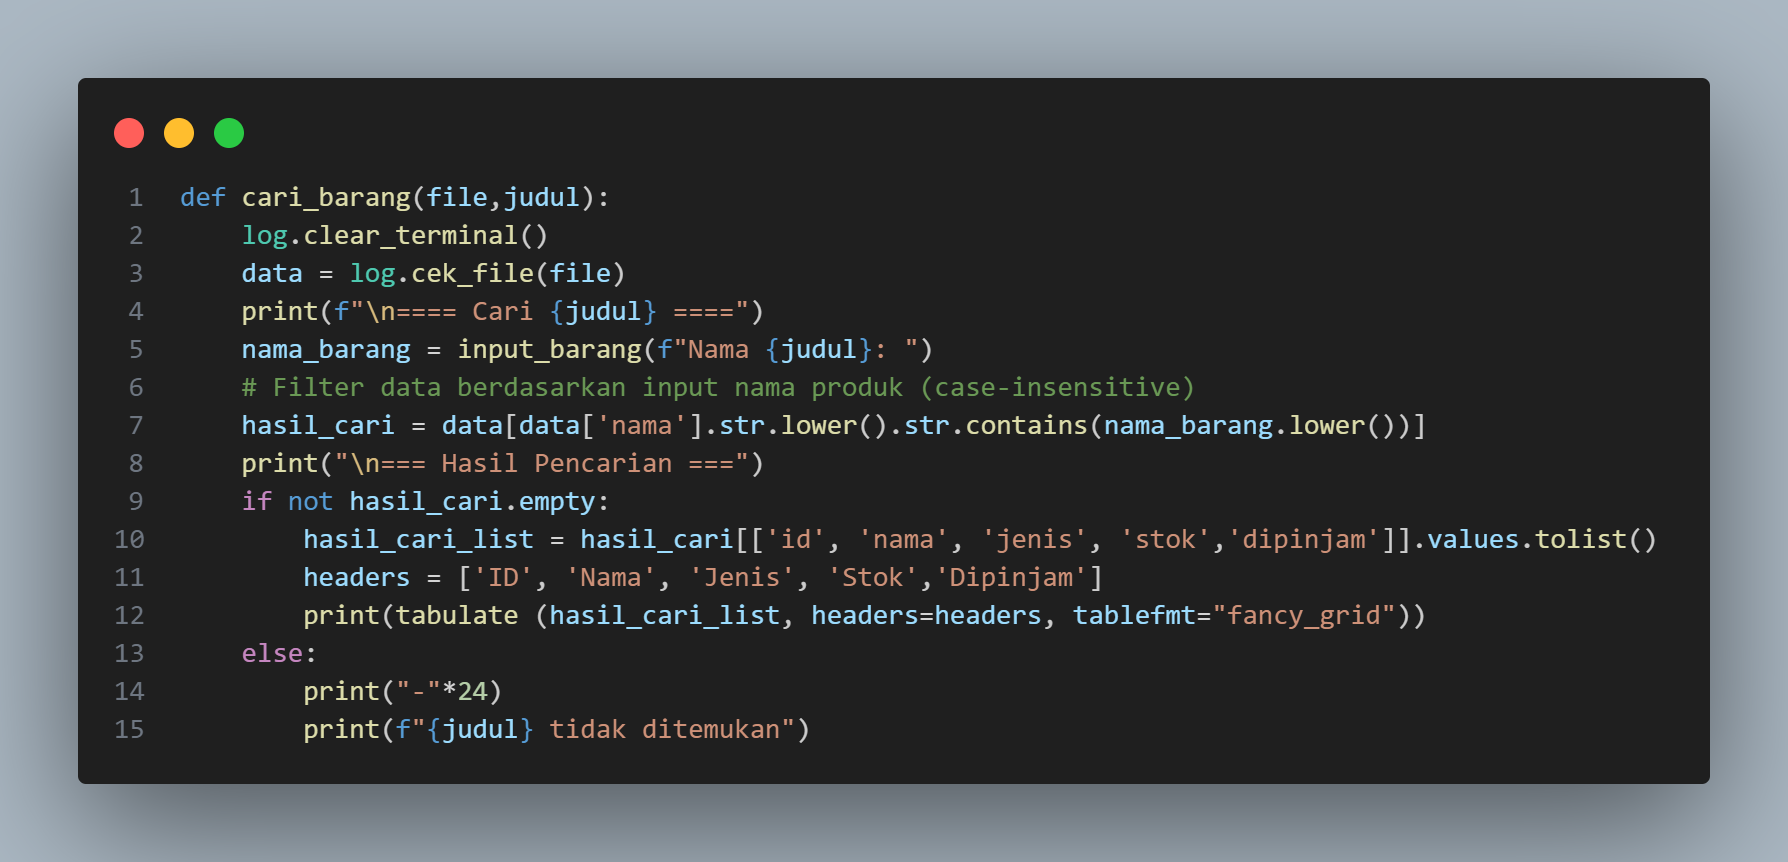 1 def cari_barang(file,judul):
2     log.clear_terminal()
3     data = log.cek_file(file)
4     print(f"\n==== Cari {judul} ====")
5     nama_barang = input_barang(f"Nama {judul}: ")
6     # Filter data berdasarkan input nama produk (case-insensitive)
7     hasil_cari = data[data['nama'].str.lower().str.contains(nama_barang.lower())]
8     print("\n=== Hasil Pencarian ===")
9     if not hasil_cari.empty:
10         hasil_cari_list = hasil_cari[['id', 'nama', 'jenis', 'stok','dipinjam']].values.tolist()
11         headers = ['ID', 'Nama', 'Jenis', 'Stok','Dipinjam']
12         print(tabulate (hasil_cari_list, headers=headers, tablefmt="fancy_grid"))
13     else:
14         print("-"*24)
15         print(f"{judul} tidak ditemukan")